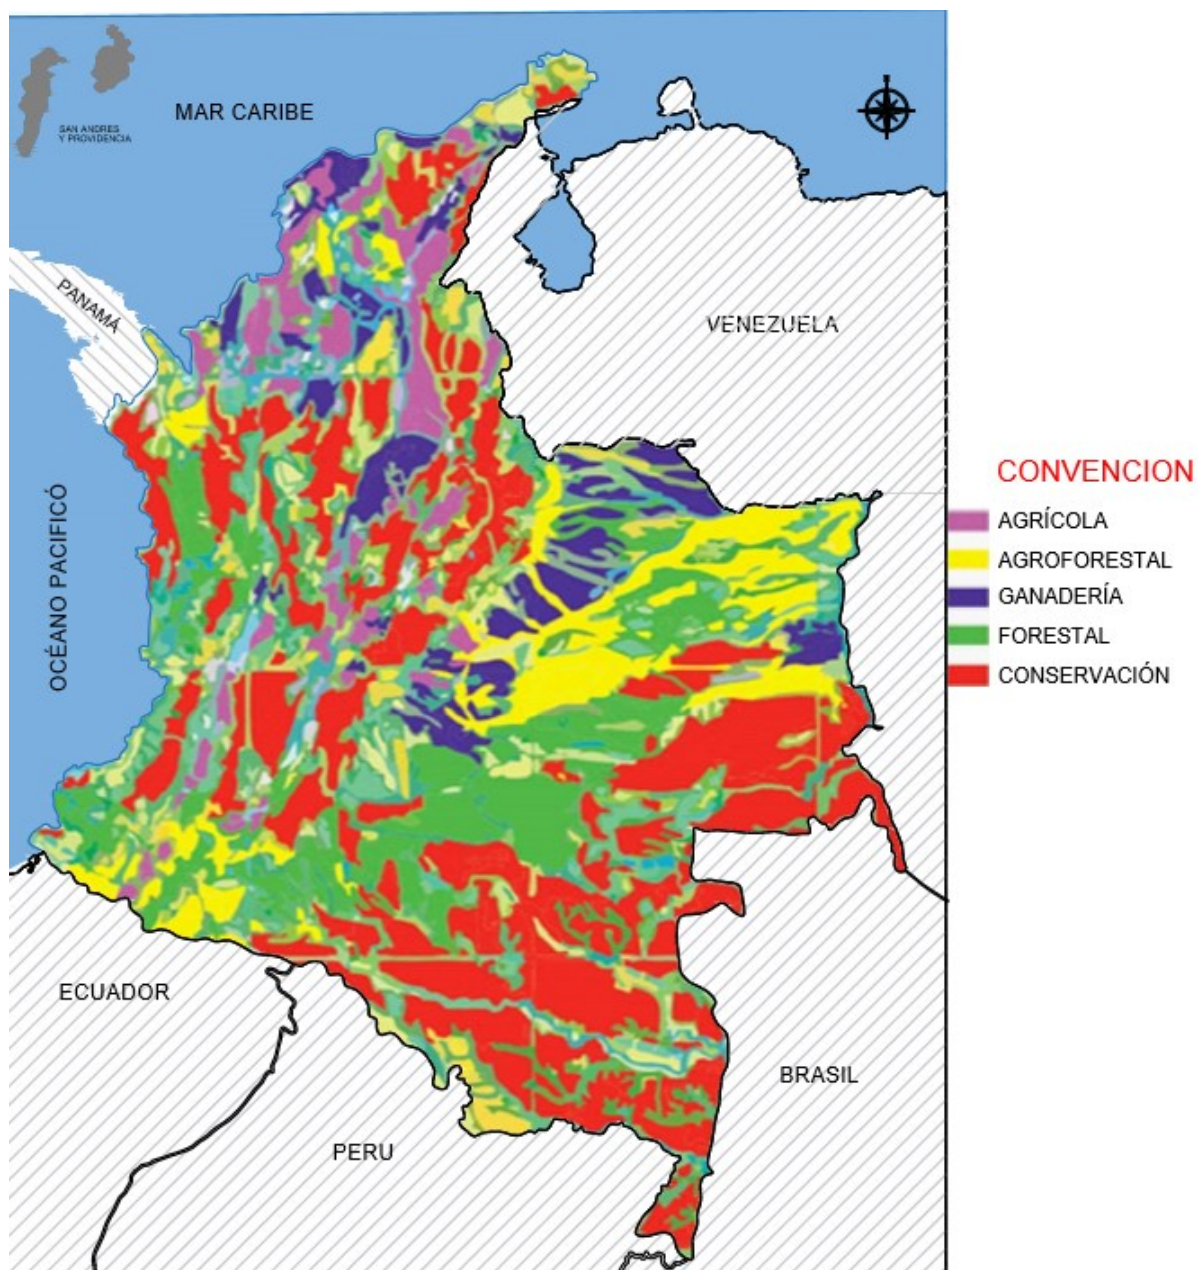 MAR CARIBE
SAN ANDRES
Y PROVIDENCIA
PANAMÁ
VENEZUELA
OCÉANO PACIFICÓ
CONVENCION
AGRÍCOLA
AGROFORESTAL
GANADERÍA
FORESTAL
CONSERVACIÓN
ECUADOR
BRASIL
PERU